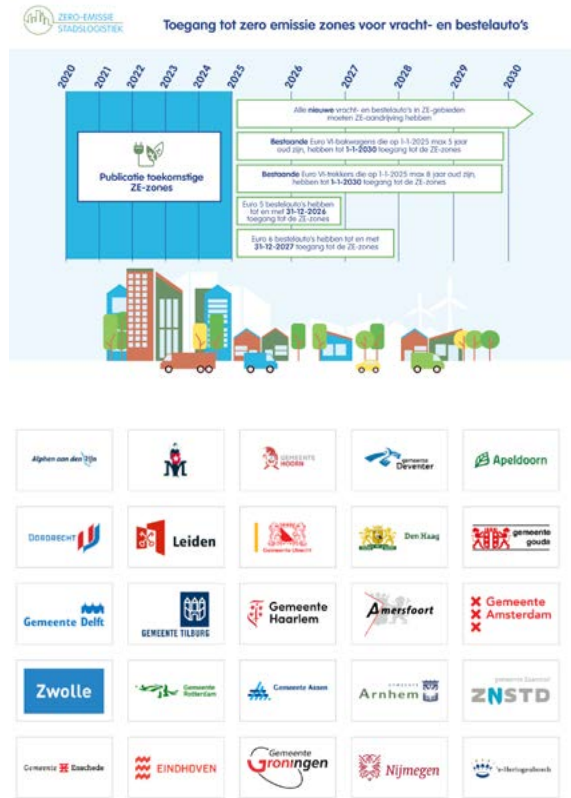 ZERO-EMISSIE
STADSLOGISTIEK
Toegang tot zero emissie zones voor vracht- en bestelauto's
2020 2021 2022 2023 2024 2025 2026 2027 2028 2029 2030
Alle nieuwe vracht- en bestelauto's in ZE-gebieden
moeten ZE-aandrijving hebben
Bestaande Euro VI-bakwagens die op 1-1-2025 max 5 jaar
oud zijn, hebben tot 1-1-2030 toegang tot de ZE-zones
Publicatie toekomstige
ZE-zones
Bestaande Euro VI-trekkers die op 1-1-2025 max 8 jaar oud zijn,
hebben tot 1-1-2030 toegang tot de ZE-zones
Euro 5 bestelauto's hebben
tot en met 31-12-2026
toegang tot de ZE-zones
Euro 6 bestelauto's hebben tot en met
31-12-2027 toegang tot de ZE-zones
Alphen aan den Rijn
M
GEMEENTE
HOORN
gemeente
Deventer
Apeldoorn
DORDRECHT
Leiden
Gemeente Utrecht
Den Haag
gemeente
gouda
Gemeente Delft
GEMEENTE TILBURG
Gemeente
Haarlem
Amersfoort
Gemeente
Amsterdam
Zwolle
Gemeente
Rotterdam
Gemeente Assen
GEMEENTE
Arnhem
gemeente Zaanstad
ZNSTD
Gemeente Enschede
EINDHOVEN
Gemeente
Groningen
Nijmegen
's-Hertogenbosch